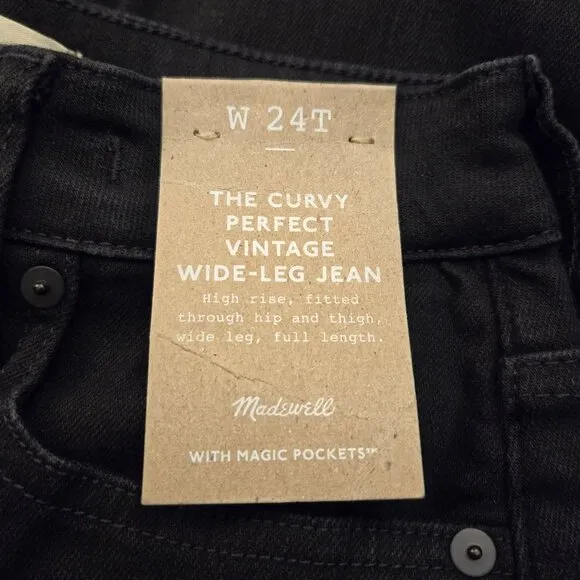 W 24T
THE CURVY
PERFECT
VINTAGE
WIDE-LEG JEAN
High rise, fitted
through hip and thigh,
wide leg, full length.
Madewell
WITH MAGIC POCKETS™